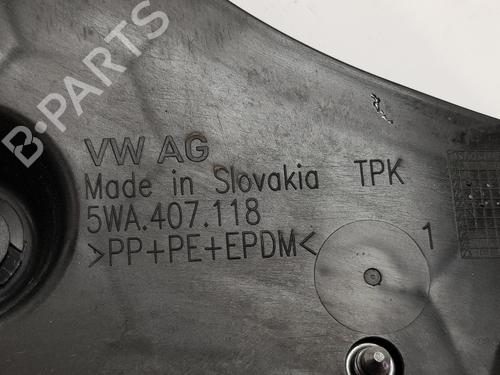 B-PARTS
VW AG
Made in Slovakia TPK
5WA.407.118
>PP+PE+EPDM<
1